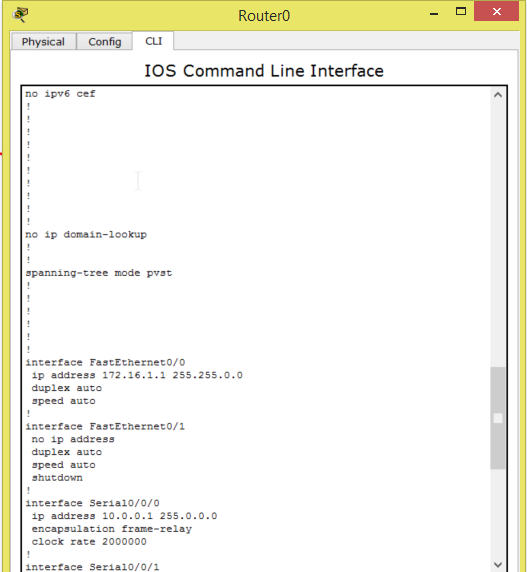 Router0
Physical Config CLI
IOS Command Line Interface
no ipv6 cef
!
!
!
!
!
!
!
!
!
!
no ip domain-lookup
!
!
spanning-tree mode pvst
!
!
!
!
!
!
interface FastEthernet0/0
 ip address 172.16.1.1 255.255.0.0
 duplex auto
 speed auto
!
interface FastEthernet0/1
 no ip address
 duplex auto
 speed auto
 shutdown
!
interface Serial0/0/0
 ip address 10.0.0.1 255.0.0.0
 encapsulation frame-relay
 clock rate 2000000
!
interface Serial0/0/1